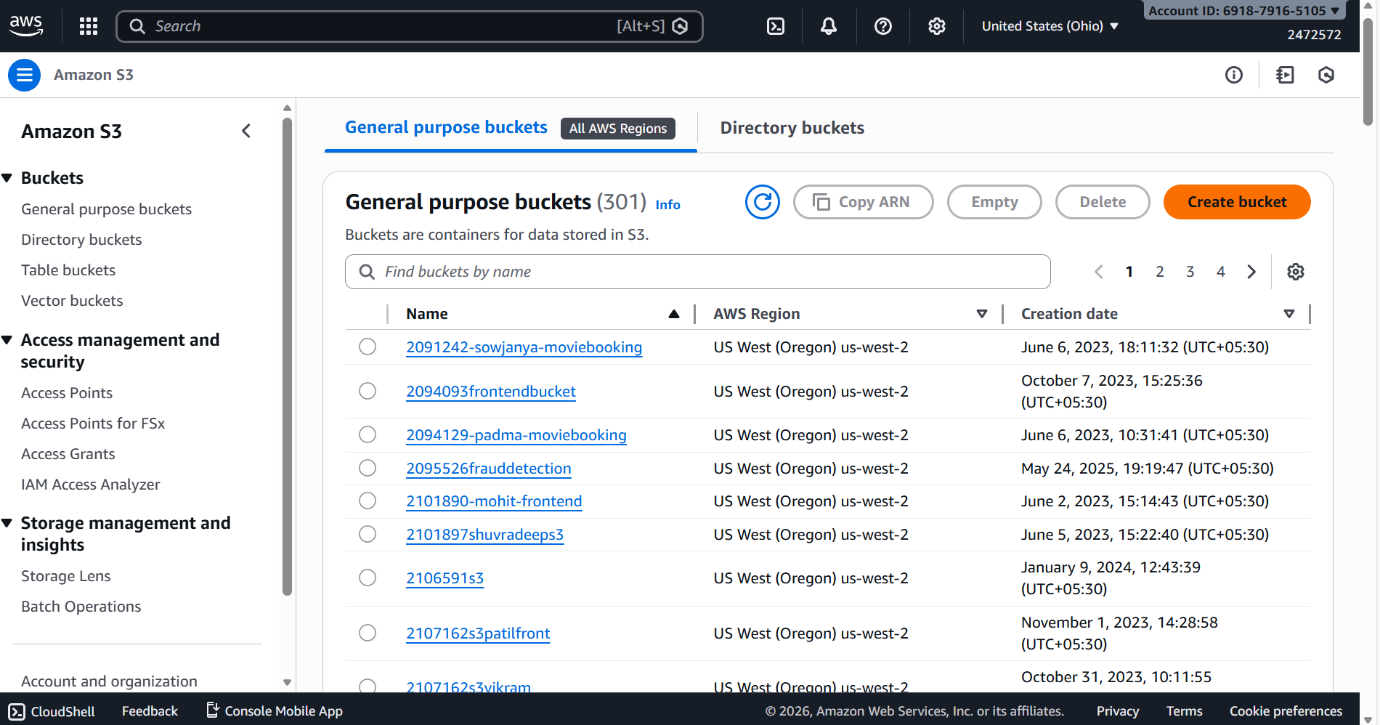 aws
Search [Alt+S]
United States (Ohio)
Account ID: 6918-7916-5105
2472572
Amazon S3
Amazon S3
Buckets
General purpose buckets
Directory buckets
Table buckets
Vector buckets
Access management and
security
Access Points
Access Points for FSx
Access Grants
IAM Access Analyzer
Storage management and
insights
Storage Lens
Batch Operations
Account and organization
General purpose buckets All AWS Regions Directory buckets
General purpose buckets (301) Info
Copy ARN Empty Delete Create bucket
Buckets are containers for data stored in S3.
Find buckets by name 1 2 3 4
Name AWS Region Creation date
2091242-sowjanya-moviebooking US West (Oregon) us-west-2 June 6, 2023, 18:11:32 (UTC+05:30)
2094093frontendbucket US West (Oregon) us-west-2 October 7, 2023, 15:25:36
(UTC+05:30)
2094129-padma-moviebooking US West (Oregon) us-west-2 June 6, 2023, 10:31:41 (UTC+05:30)
2095526frauddetection US West (Oregon) us-west-2 May 24, 2025, 19:19:47 (UTC+05:30)
2101890-mohit-frontend US West (Oregon) us-west-2 June 2, 2023, 15:14:43 (UTC+05:30)
2101897shuvradeeps3 US West (Oregon) us-west-2 June 5, 2023, 15:22:40 (UTC+05:30)
2106591s3 US West (Oregon) us-west-2 January 9, 2024, 12:43:39
(UTC+05:30)
2107162s3patilfront US West (Oregon) us-west-2 November 1, 2023, 14:28:58
(UTC+05:30)
2107162s3vikram US West (Oregon) us-west-2 October 31, 2023, 10:11:55
CloudShell Feedback Console Mobile App © 2026, Amazon Web Services, Inc. or its affiliates. Privacy Terms Cookie preferences